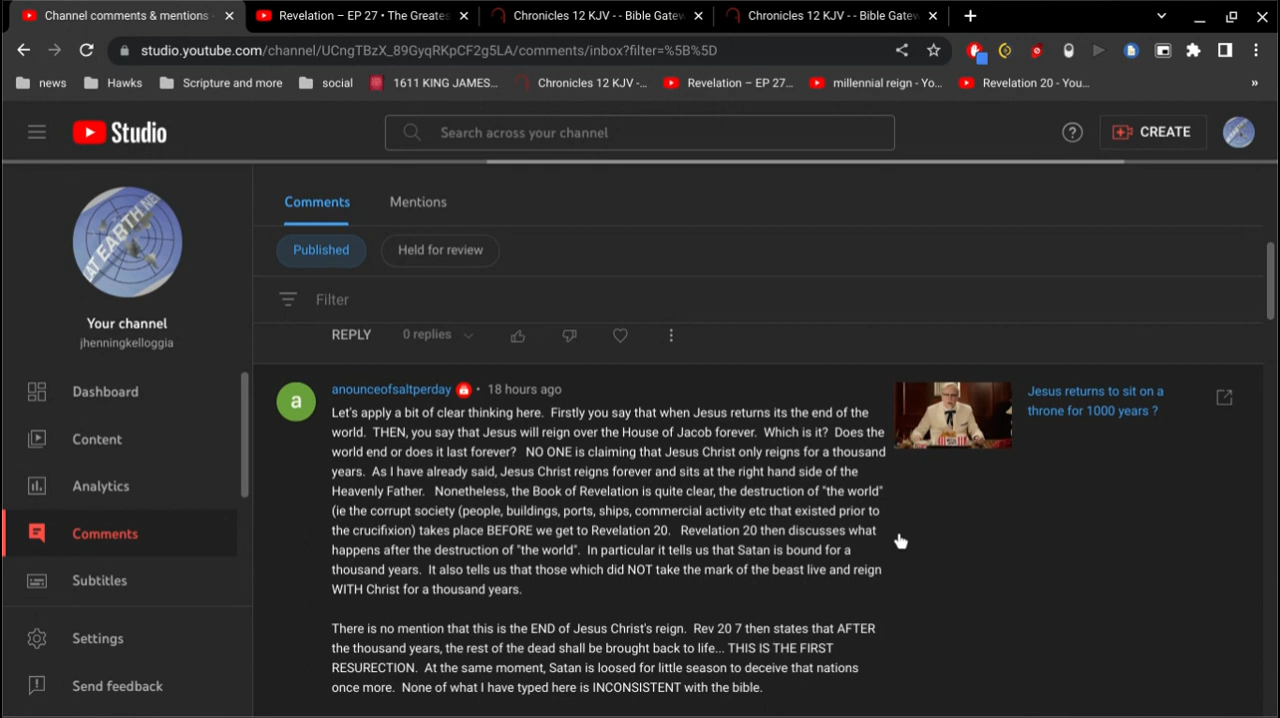 Channel comments & mentions -
Revelation – EP 27 • The Greates
Chronicles 12 KJV - - Bible Gatew
Chronicles 12 KJV - - Bible Gatew
studio.youtube.com/channel/UCngTBzX_89GyqRKpCF2g5LA/comments/inbox?filter=%5B%5D
news
Hawks
Scripture and more
social
1611 KING JAMES...
Chronicles 12 KJV -...
Revelation – EP 27...
millennial reign - Yo...
Revelation 20 - You...
»
Studio
Search across your channel
CREATE
AT EARTH NE
Your channel
jhenningkelloggia
Dashboard
Content
Analytics
Comments
Subtitles
Settings
Send feedback
Comments
Mentions
Published
Held for review
Filter
REPLY
0 replies
a
anounceofsaltperday • 18 hours ago
Let's apply a bit of clear thinking here.  Firstly you say that when Jesus returns its the end of the
world.  THEN, you say that Jesus will reign over the House of Jacob forever.  Which is it?  Does the
world end or does it last forever?   NO ONE is claiming that Jesus Christ only reigns for a thousand
years.  As I have already said, Jesus Christ reigns forever and sits at the right hand side of the
Heavenly Father.   Nonetheless, the Book of Revelation is quite clear, the destruction of "the world"
(ie the corrupt society (people, buildings, ports, ships, commercial activity etc that existed prior to
the crucifixion) takes place BEFORE we get to Revelation 20.   Revelation 20 then discusses what
happens after the destruction of "the world".   In particular it tells us that Satan is bound for a
thousand years.  It also tells us that those which did NOT take the mark of the beast live and reign
WITH Christ for a thousand years.
There is no mention that this is the END of Jesus Christ's reign.  Rev 20 7 then states that AFTER
the thousand years, the rest of the dead shall be brought back to life... THIS IS THE FIRST
RESURECTION.  At the same moment, Satan is loosed for little season to deceive that nations
once more.  None of what I have typed here is INCONSISTENT with the bible.
Jesus returns to sit on a
throne for 1000 years ?